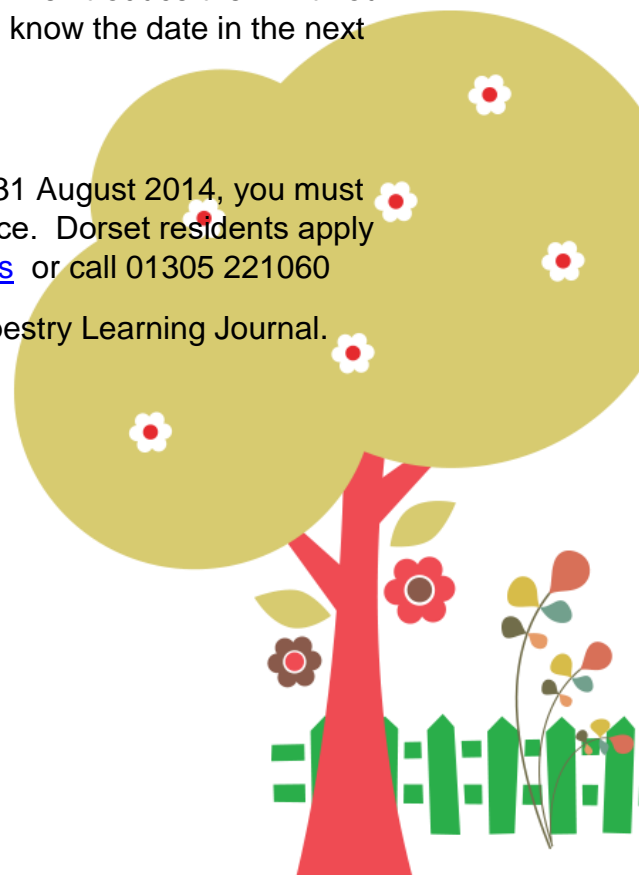 know the date in the next
31 August 2014, you must
ce.  Dorset residents apply
s  or call 01305 221060
estry Learning Journal.